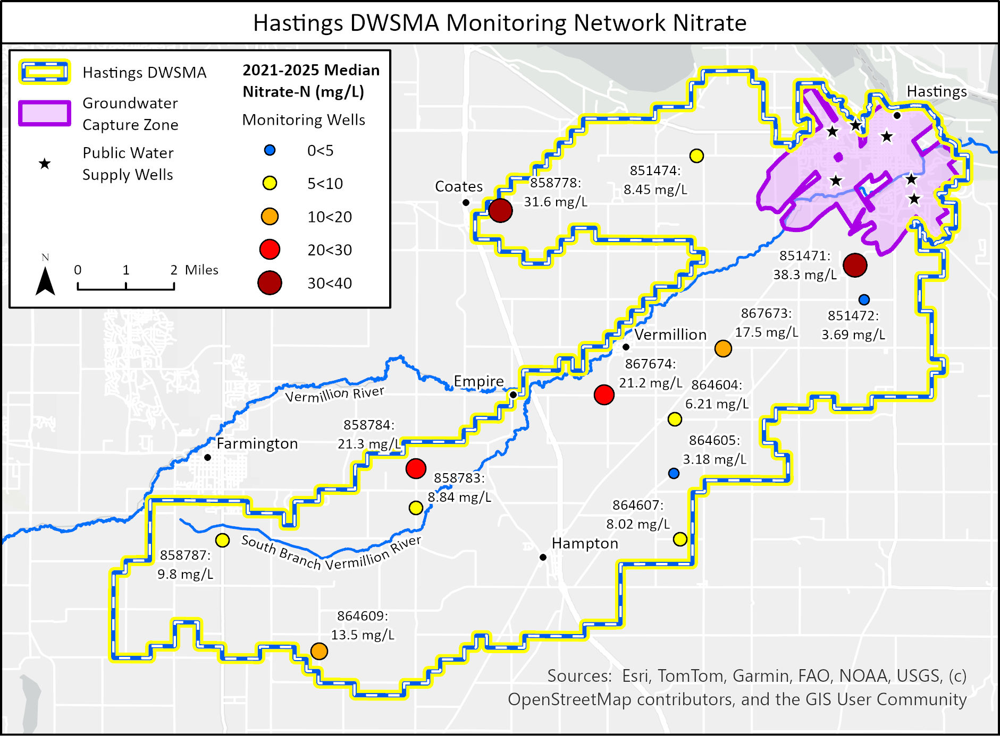 Hastings DWSMA Monitoring Network Nitrate
Hastings DWSMA
Groundwater
Capture Zone
Public Water
Supply Wells
N
0 1 2 Miles
2021-2025 Median
Nitrate-N (mg/L)
Monitoring Wells
0<5
5<10
10<20
20<30
30<40
Hastings
851474:
8.45 mg/L
Coates
858778:
31.6 mg/L
851471:
38.3 mg/L
851472:
3.69 mg/L
867673:
17.5 mg/L
Vermillion
867674:
21.2 mg/L
864604:
6.21 mg/L
Empire
Vermillion River
858784:
21.3 mg/L
Farmington
864605:
3.18 mg/L
858783:
8.84 mg/L
864607:
8.02 mg/L
South Branch Vermillion River
Hampton
858787:
9.8 mg/L
864609:
13.5 mg/L
Sources: Esri, TomTom, Garmin, FAO, NOAA, USGS, (c)
OpenStreetMap contributors, and the GIS User Community